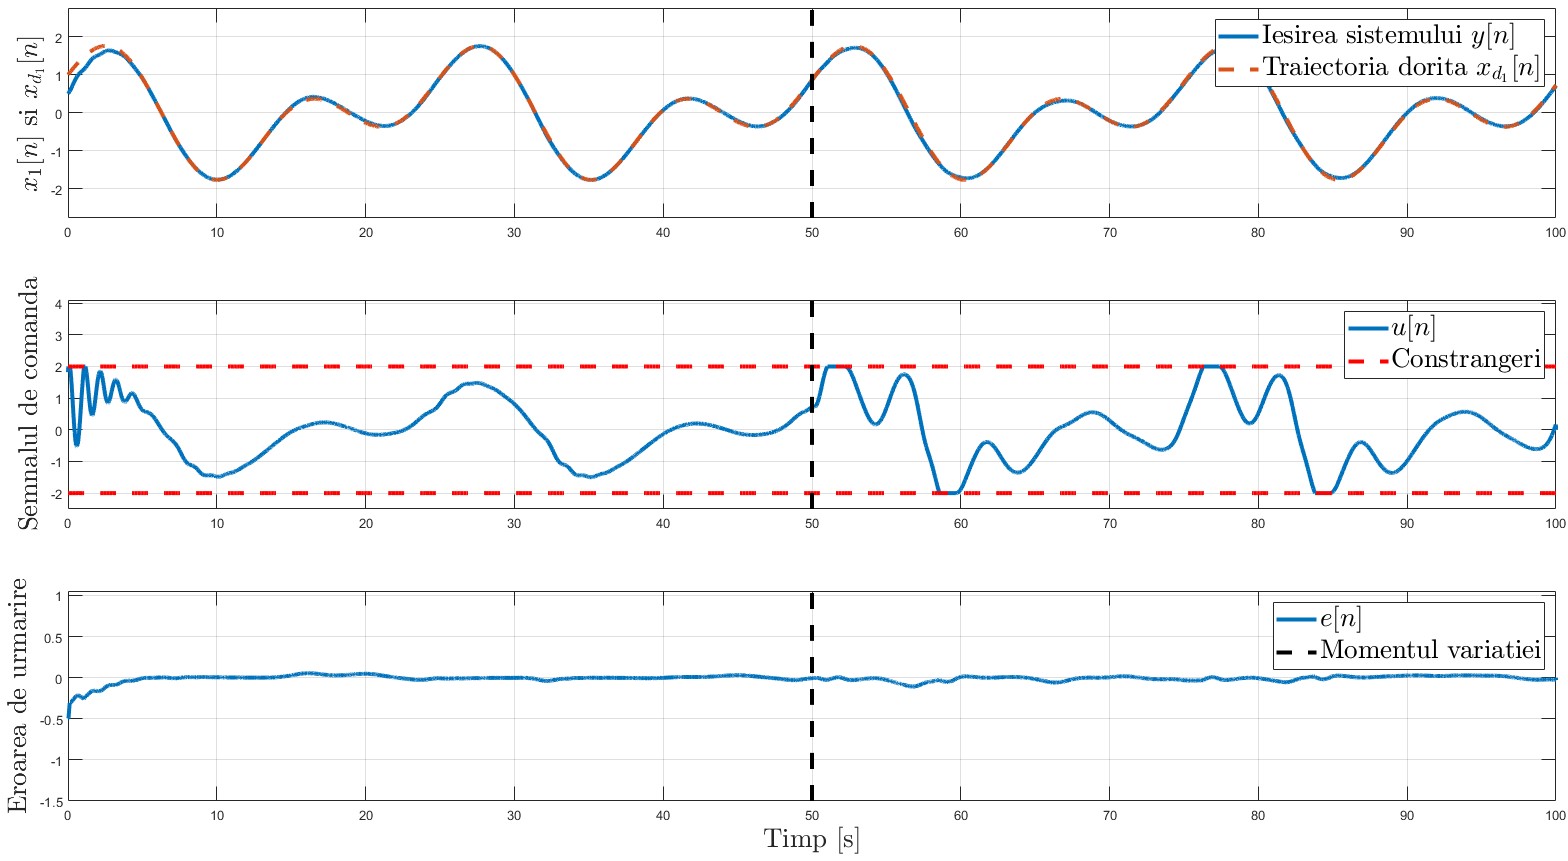 x₁[n] si x_{d₁}[n]
2
1
0
-1
-2
0 10 20 30 40 50 60 70 80 90 100
Iesirea sistemului y[n]
Traiectoria dorita x_{d₁}[n]
Semnalul de comanda
4
3
2
1
0
-1
-2
0 10 20 30 40 50 60 70 80 90 100
u[n]
Constrangeri
Eroarea de urmarire
1
0.5
0
-0.5
-1
-1.5
0 10 20 30 40 50 60 70 80 90 100
e[n]
Momentul variatiei
Timp [s]